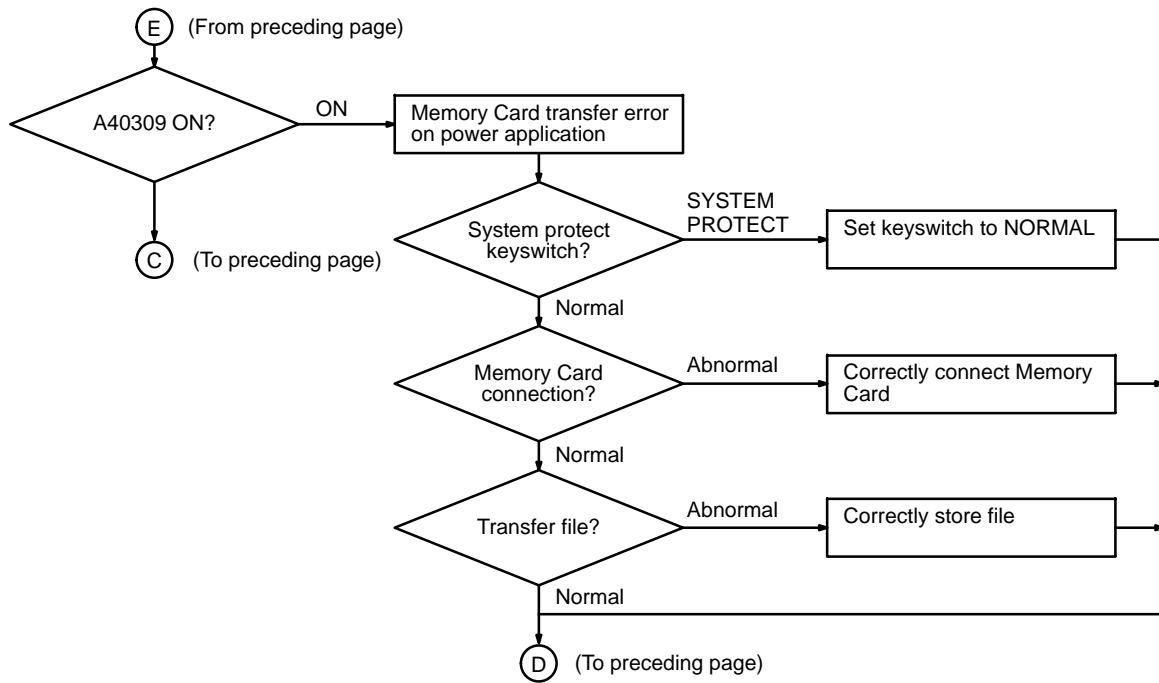 E (From preceding page)
A40309 ON?
ON
Memory Card transfer error
on power application
C (To preceding page)
System protect
keyswitch?
SYSTEM
PROTECT
Set keyswitch to NORMAL
Normal
Memory Card
connection?
Abnormal
Correctly connect Memory
Card
Normal
Transfer file?
Abnormal
Correctly store file
Normal
D (To preceding page)